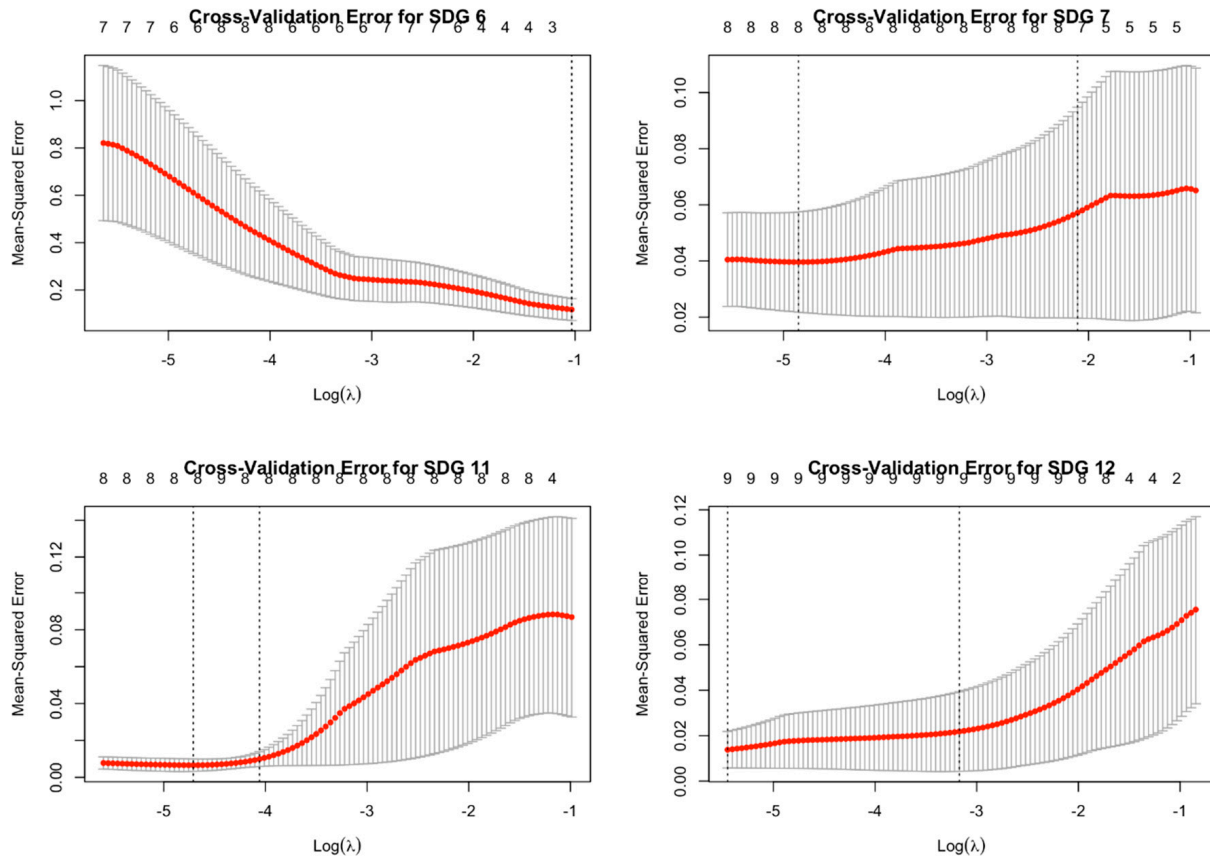 Cross-Validation Error for SDG 6
7 7 7 6 6 8 8 8 6 6 6 6 7 7 7 6 4 4 4 3
Mean-Squared Error
1.0
0.8
0.6
0.4
0.2
-5 -4 -3 -2 -1
Log(λ)
Cross-Validation Error for SDG 7
8 8 8 8 8 8 8 8 8 8 8 8 8 8 8 7 5 5 5 5
Mean-Squared Error
0.10
0.08
0.06
0.04
0.02
-5 -4 -3 -2 -1
Log(λ)
Cross-Validation Error for SDG 11
8 8 8 8 8 9 8 8 8 8 8 8 8 8 8 8 8 8 8 4
Mean-Squared Error
0.12
0.08
0.04
0.00
-5 -4 -3 -2 -1
Log(λ)
Cross-Validation Error for SDG 12
9 9 9 9 9 9 9 9 9 9 9 9 9 9 9 8 8 4 4 2
Mean-Squared Error
0.12
0.10
0.08
0.06
0.04
0.02
0.00
-5 -4 -3 -2 -1
Log(λ)